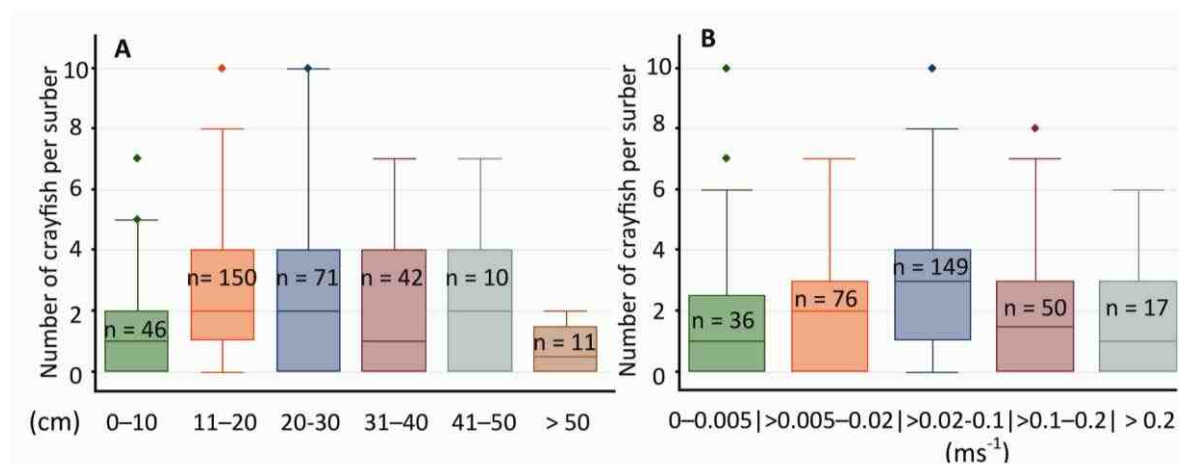 A
Number of crayfish per surber
10
8
6
4
2
0
n = 46
n= 150
n = 71
n = 42
n = 10
n = 11
(cm) 0–10 11–20 20-30 31–40 41–50 > 50
B
Number of crayfish per surber
10
8
6
4
2
0
n = 36
n = 76
n = 149
n = 50
n = 17
0–0.005|>0.005–0.02|>0.02-0.1|>0.1–0.2| > 0.2
(ms⁻¹)